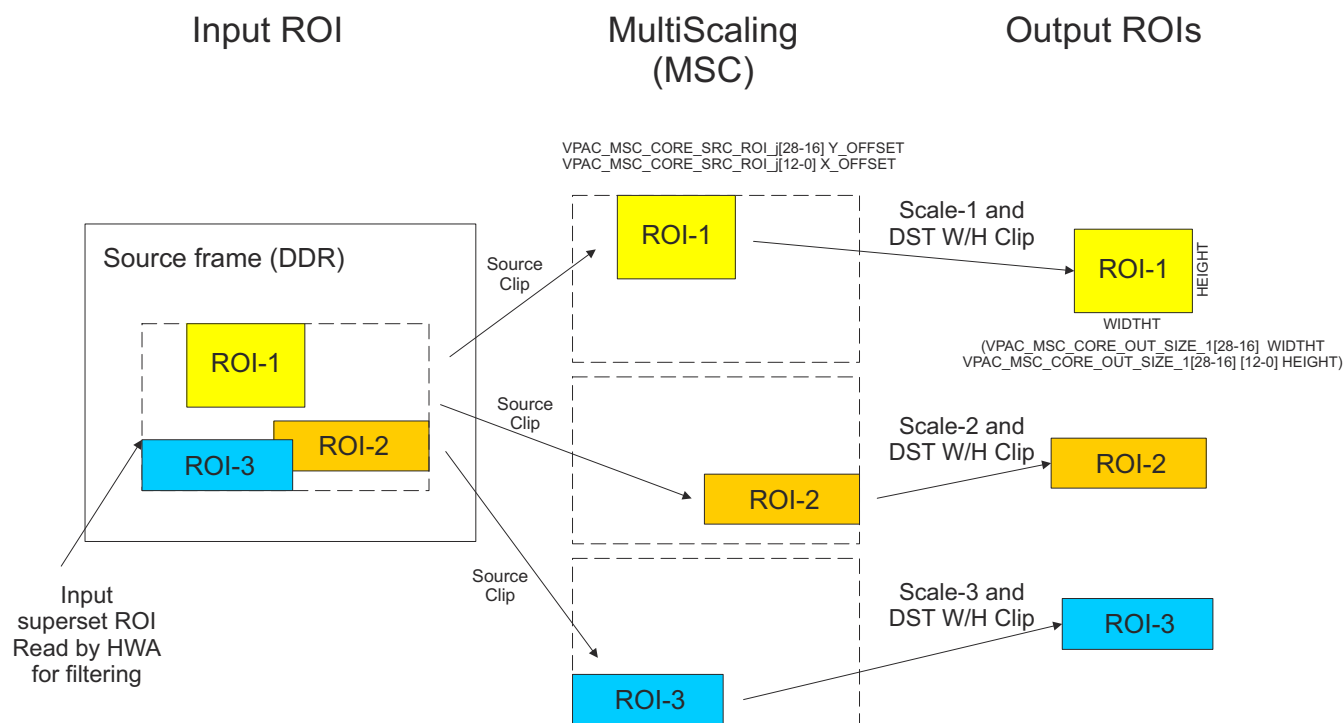 Input ROI
MultiScaling
(MSC)
Output ROIs
VPAC_MSC_CORE_SRC_ROI_j[28-16] Y_OFFSET
VPAC_MSC_CORE_SRC_ROI_j[12-0] X_OFFSET
Source frame (DDR)
ROI-1
ROI-2
ROI-3
Input
superset ROI
Read by HWA
for filtering
Source
Clip
ROI-1
Scale-1 and
DST W/H Clip
ROI-1
HEIGHT
WIDTHT
(VPAC_MSC_CORE_OUT_SIZE_1[28-16] WIDTHT
VPAC_MSC_CORE_OUT_SIZE_1[28-16] [12-0] HEIGHT)
Source
Clip
ROI-2
Scale-2 and
DST W/H Clip
ROI-2
Source
Clip
ROI-3
Scale-3 and
DST W/H Clip
ROI-3